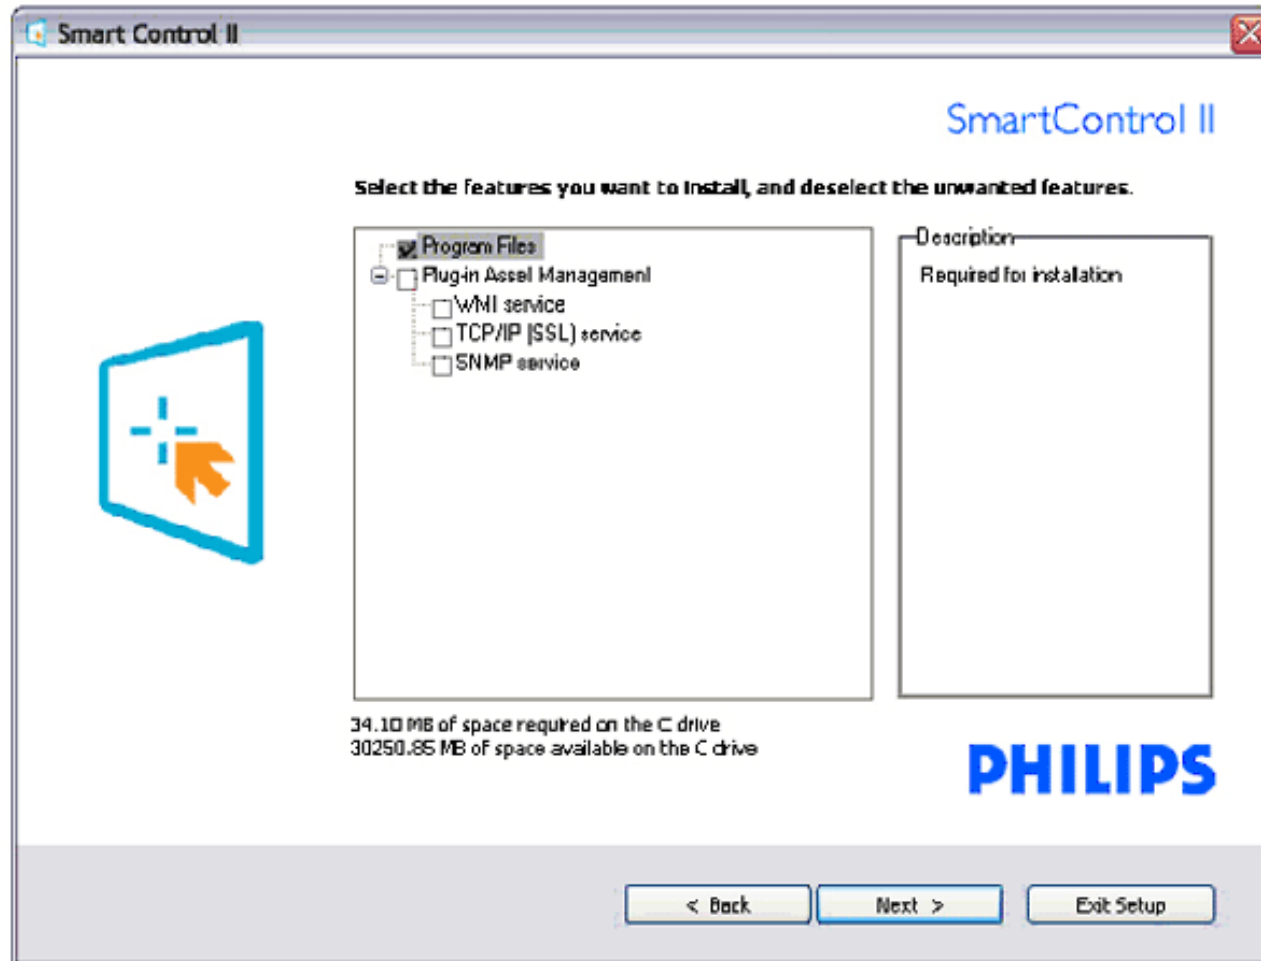 Smart Control II
SmartControl II
Select the features you want to install, and deselect the unwanted features.
Program Files
Plug-in Asset Management
WMI service
TCP/IP (SSL) service
SNMP service
Description
Required for installation
34.10 MB of space required on the C drive
30250.85 MB of space available on the C drive
PHILIPS
< Back
Next >
Exit Setup